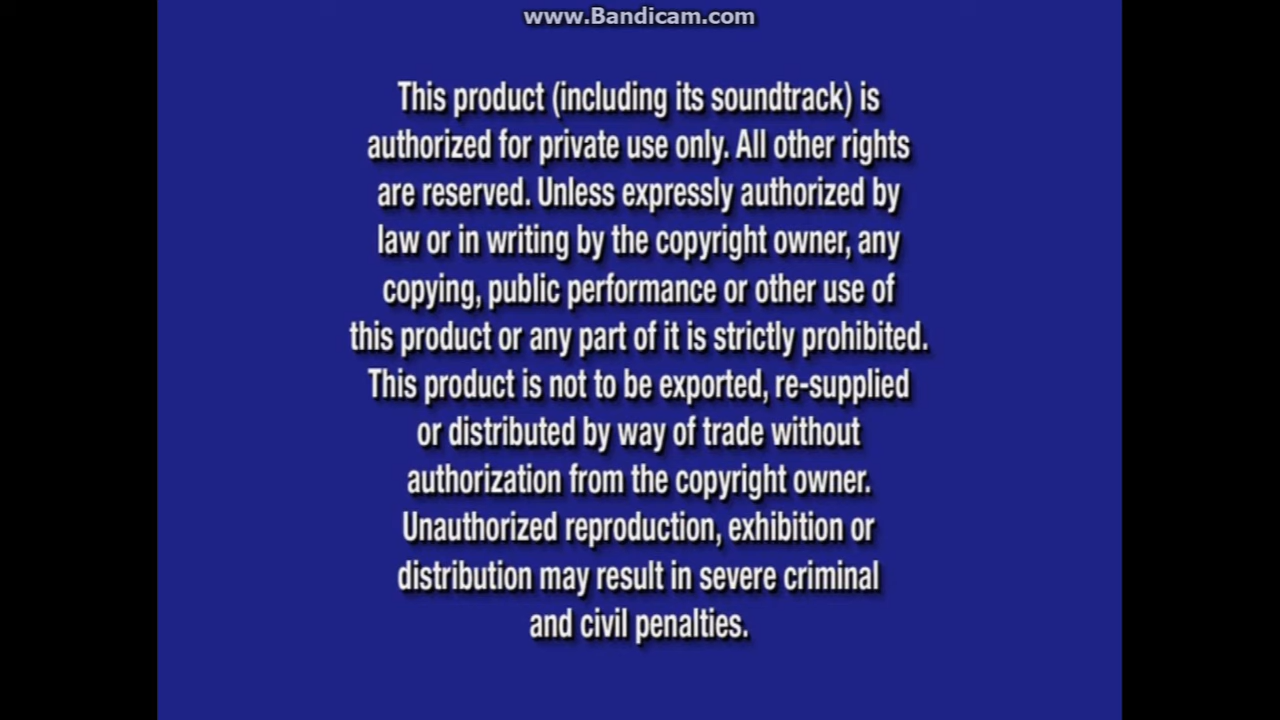 www.Bandicam.com
This product (including its soundtrack) is
authorized for private use only. All other rights
are reserved. Unless expressly authorized by
law or in writing by the copyright owner, any
copying, public performance or other use of
this product or any part of it is strictly prohibited.
This product is not to be exported, re-supplied
or distributed by way of trade without
authorization from the copyright owner.
Unauthorized reproduction, exhibition or
distribution may result in severe criminal
and civil penalties.